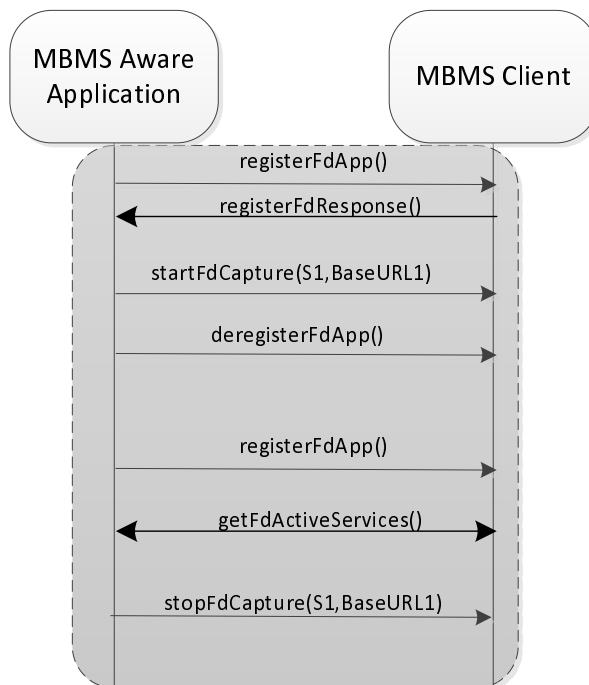 MBMS Aware
Application
MBMS Client
registerFdApp()
registerFdResponse()
startFdCapture(S1,BaseURL1)
deregisterFdApp()
registerFdApp()
getFdActiveServices()
stopFdCapture(S1,BaseURL1)